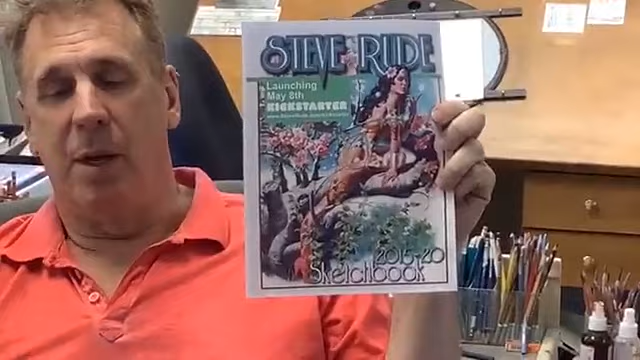 STEVE RUDE
Launching
May 8th
KICKSTARTER
2015-20
Sketchbook